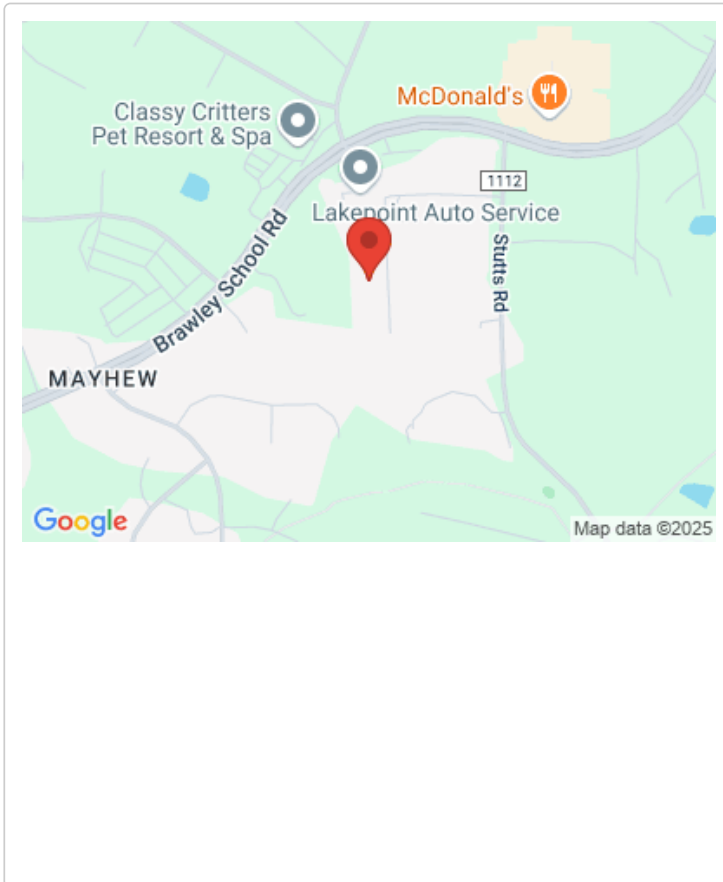 McDonald's
Classy Critters
Pet Resort & Spa
1112
Lakepoint Auto Service
Stutts Rd
Brawley School Rd
MAYHEW
Google
Map data ©2025